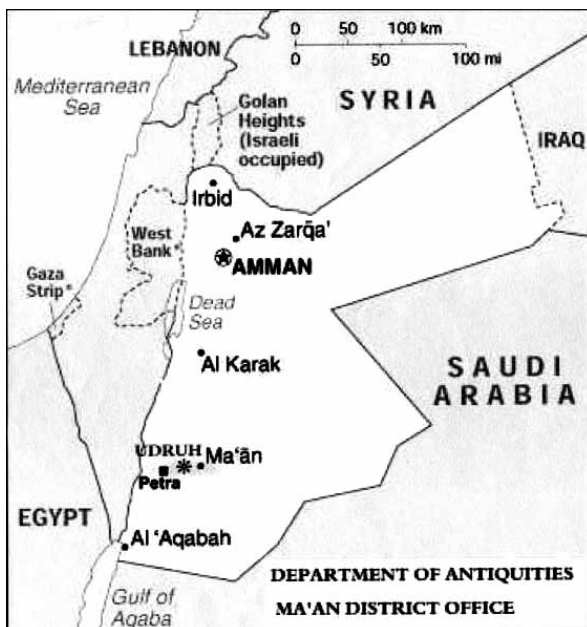 0 50 100 km
0 50 100 mi
LEBANON
Mediterranean
Sea
SYRIA
Golan
Heights
(Israeli
occupied)
IRAQ
Irbid
Az Zarqa'
West
Bank*
AMMAN
Gaza
Strip*
Dead
Sea
Al Karak
SAUDI
ARABIA
UDRUH
Ma'ān
Petra
EGYPT
Al 'Aqabah
Gulf of
Aqaba
DEPARTMENT OF ANTIQUITIES
MA'AN DISTRICT OFFICE